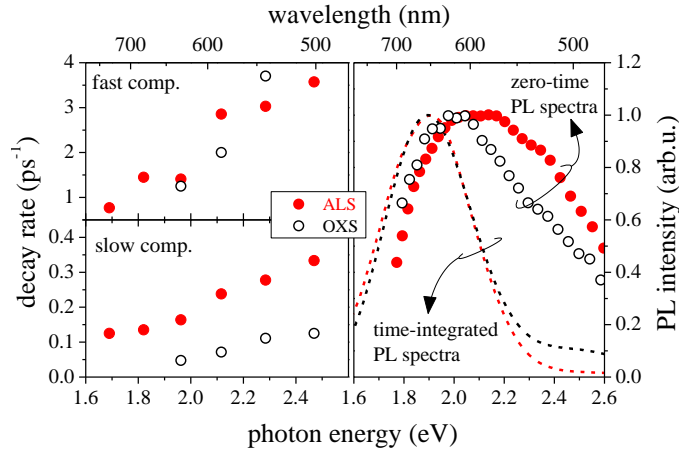 wavelength (nm)
700 600 500 700 600 500
4
3
2
1
fast comp.
decay rate (ps⁻¹)
0.4
0.3
0.2
0.1
0.0
slow comp.
ALS
OXS
zero-time
PL spectra
time-integrated
PL spectra
1.2
1.0
0.8
0.6
0.4
0.2
0.0
PL intensity (arb.u.)
1.6 1.8 2.0 2.2 2.4 1.6 1.8 2.0 2.2 2.4 2.6
photon energy (eV)